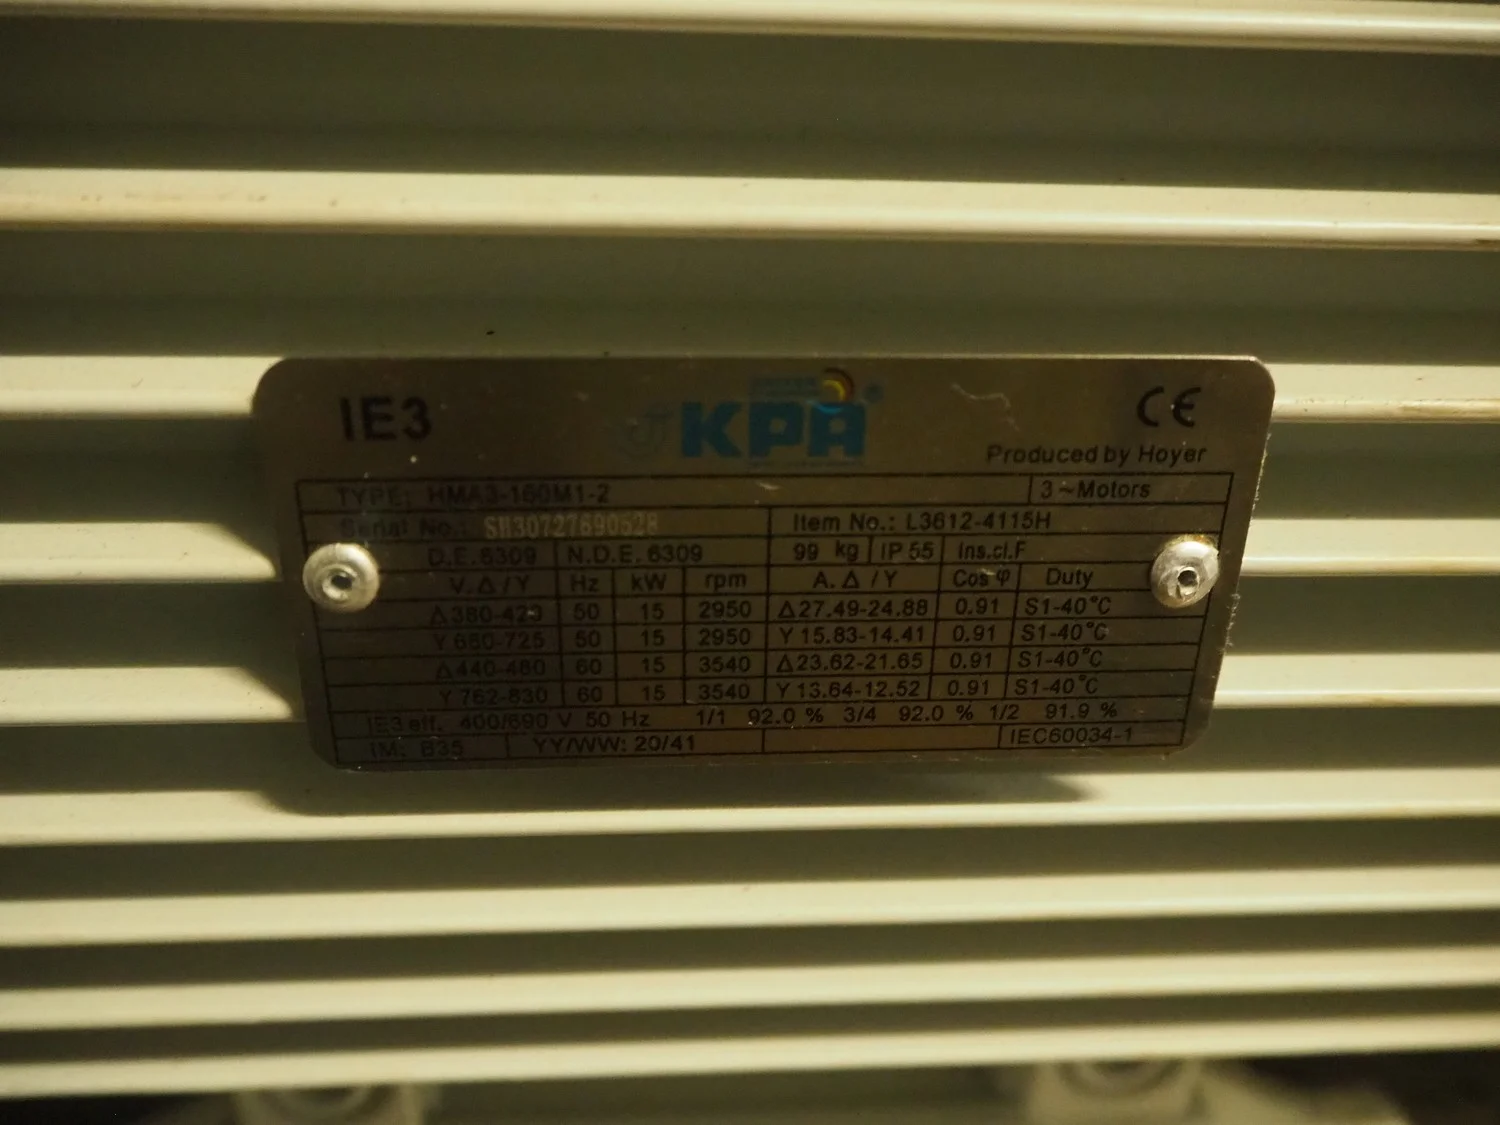 IE3 KPA® CE
Produced by Hoyer
TYPE: HMA3-160M1-2 3~Motors
Serial No.: Item No.: L3612-4115H
D.E.6309 N.D.E.6309 99 kg IP 55 Ins.cl.F
V.Δ/Y Hz kW rpm A.Δ/Y Cos φ Duty
Δ380-420 50 15 2950 Δ27.49-24.88 0.91 S1-40°C
Y 660-725 50 15 2950 Y 15.83-14.41 0.91 S1-40°C
Δ440-480 60 15 3540 Δ23.62-21.65 0.91 S1-40°C
Y 762-830 60 15 3540 Y 13.64-12.52 0.91 S1-40°C
IE3 eff. 400/690 V 50 Hz 1/1 92.0 % 3/4 92.0 % 1/2 91.9 %
IM: B35 YY/WW: 20/41 IEC60034-1